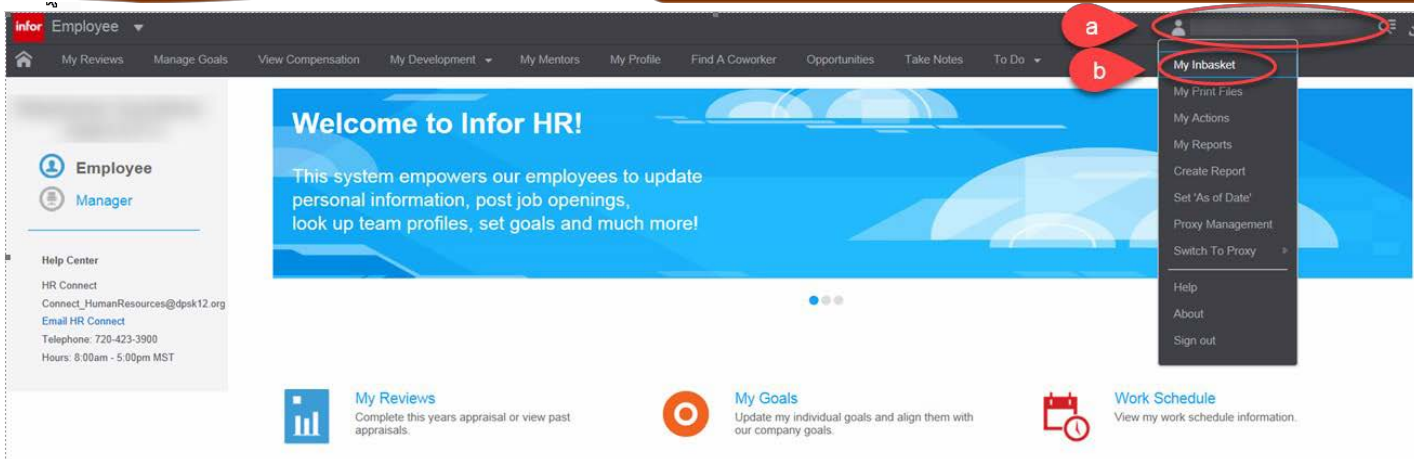 infor Employee
a
My Reviews Manage Goals View Compensation My Development My Mentors My Profile Find A Coworker Opportunities Take Notes To Do
b
My Inbasket
My Print Files
My Actions
My Reports
Create Report
Set 'As of Date'
Proxy Management
Switch To Proxy »
Help
About
Sign out
Employee
Manager
Help Center
HR Connect
Connect_HumanResources@dpsk12.org
Email HR Connect
Telephone: 720-423-3900
Hours: 8:00am - 5:00pm MST
Welcome to Infor HR!
This system empowers our employees to update
personal information, post job openings,
look up team profiles, set goals and much more!
My Reviews
Complete this years appraisal or view past
appraisals.
My Goals
Update my individual goals and align them with
our company goals.
Work Schedule
View my work schedule information.